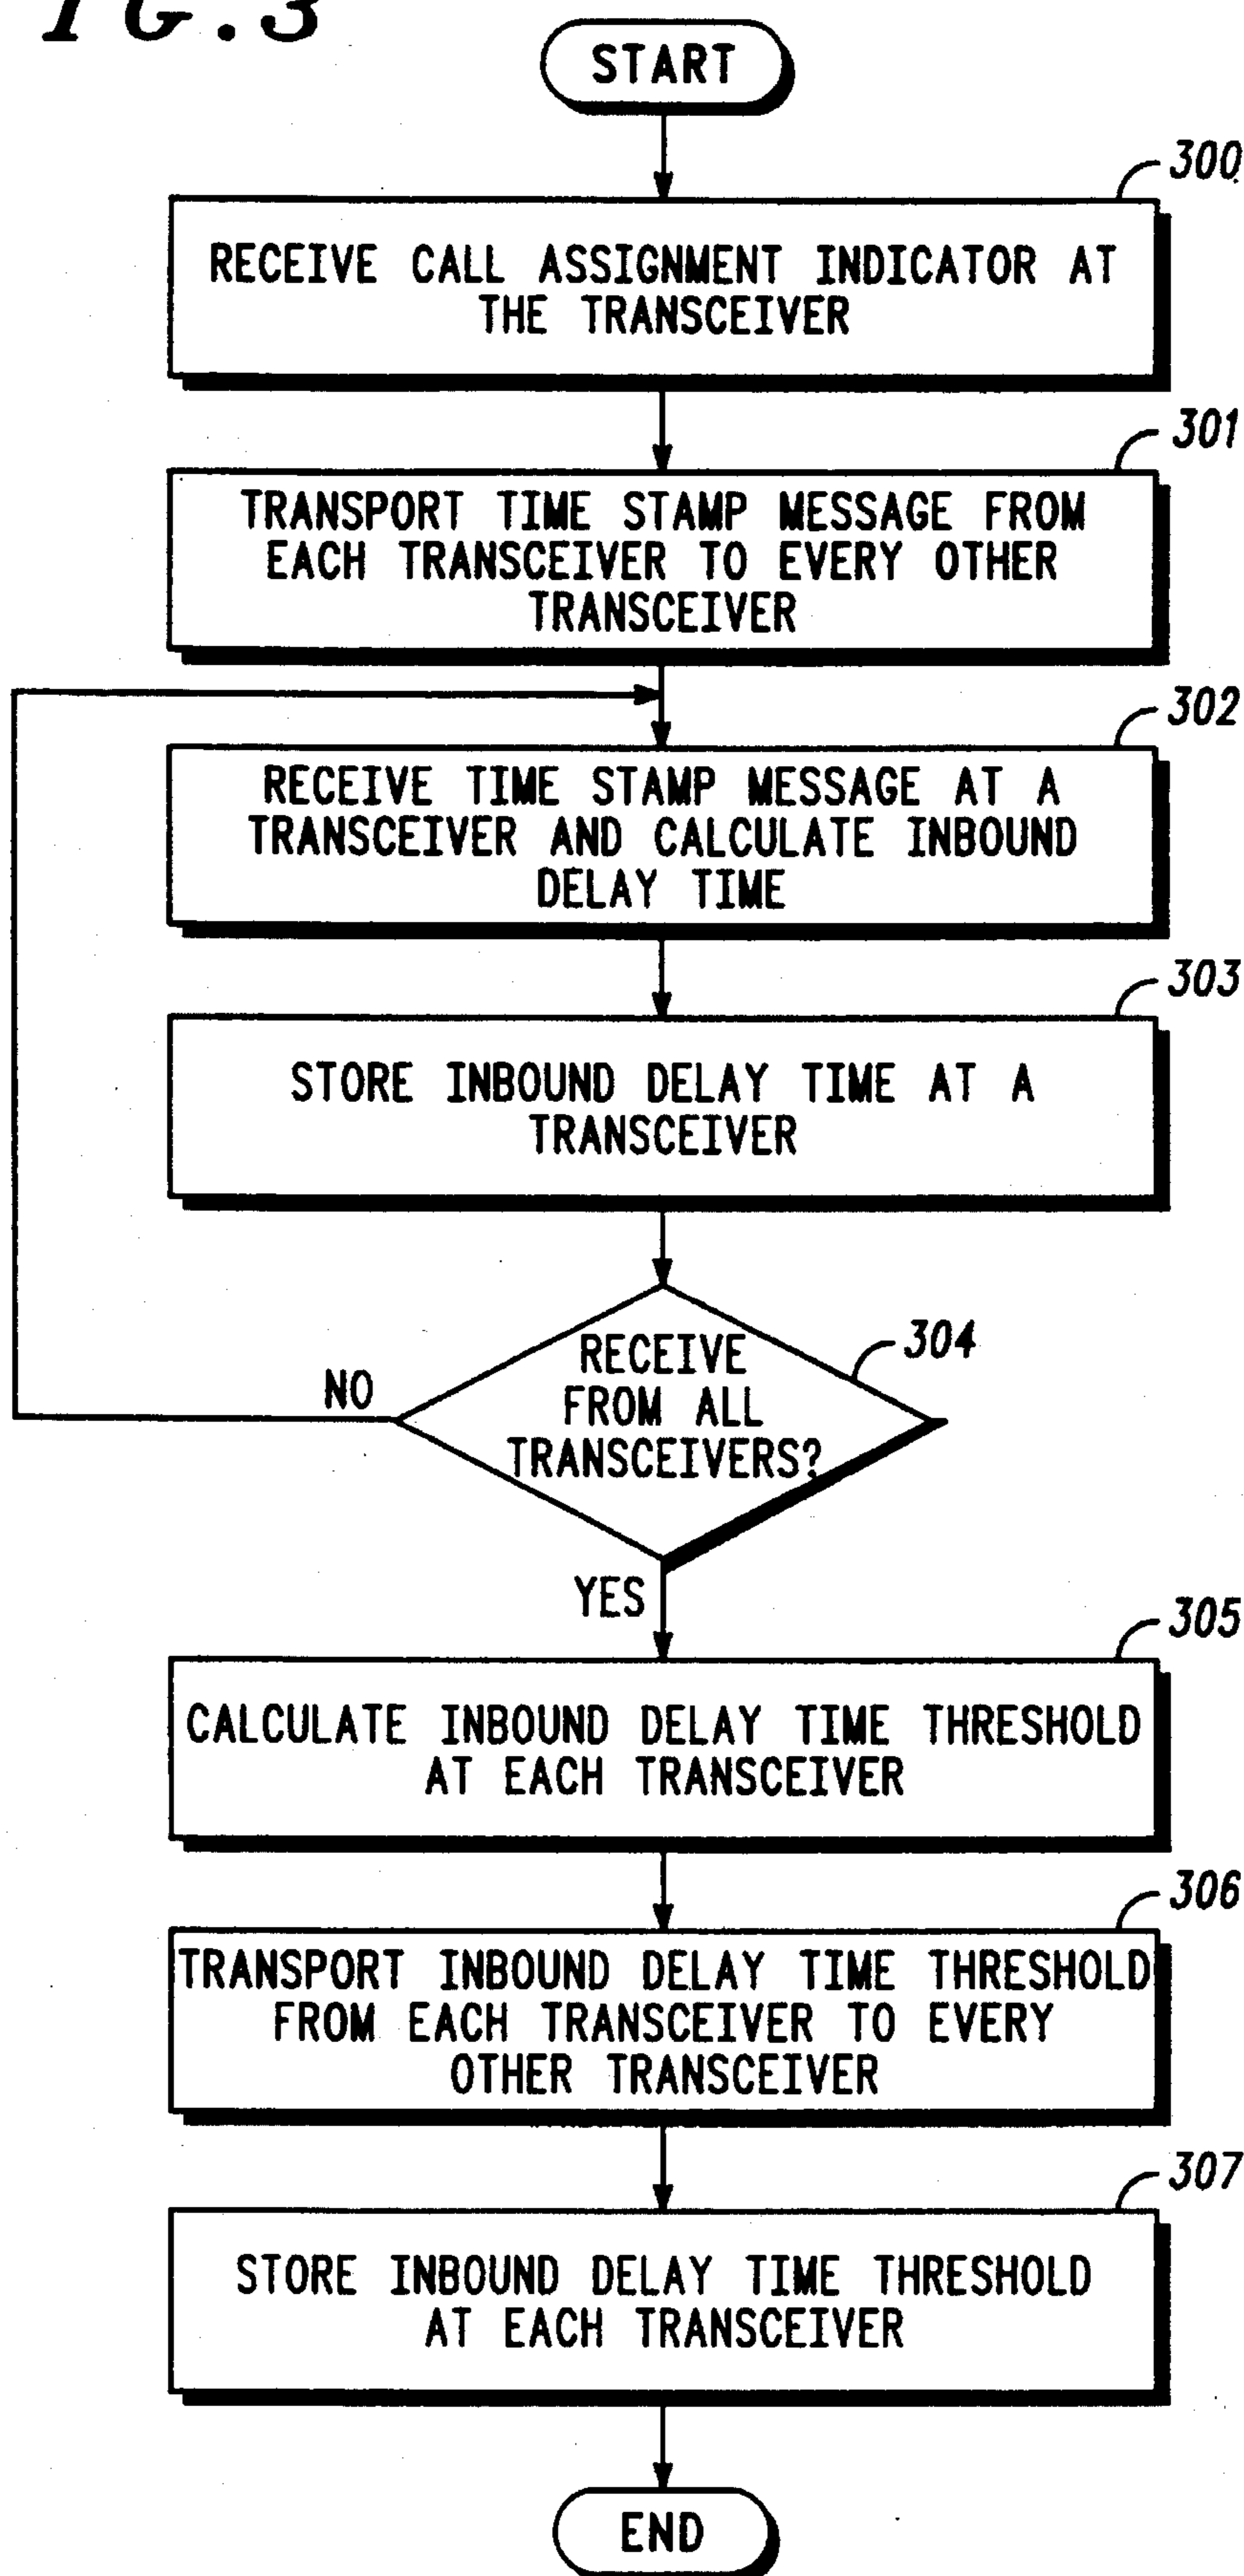 IG.3
START
300
RECEIVE CALL ASSIGNMENT INDICATOR AT
THE TRANSCEIVER
301
TRANSPORT TIME STAMP MESSAGE FROM
EACH TRANSCEIVER TO EVERY OTHER
TRANSCEIVER
302
RECEIVE TIME STAMP MESSAGE AT A
TRANSCEIVER AND CALCULATE INBOUND
DELAY TIME
303
STORE INBOUND DELAY TIME AT A
TRANSCEIVER
304
RECEIVE
FROM ALL
TRANSCEIVERS?
NO
YES
305
CALCULATE INBOUND DELAY TIME THRESHOLD
AT EACH TRANSCEIVER
306
TRANSPORT INBOUND DELAY TIME THRESHOLD
FROM EACH TRANSCEIVER TO EVERY
OTHER TRANSCEIVER
307
STORE INBOUND DELAY TIME THRESHOLD
AT EACH TRANSCEIVER
END